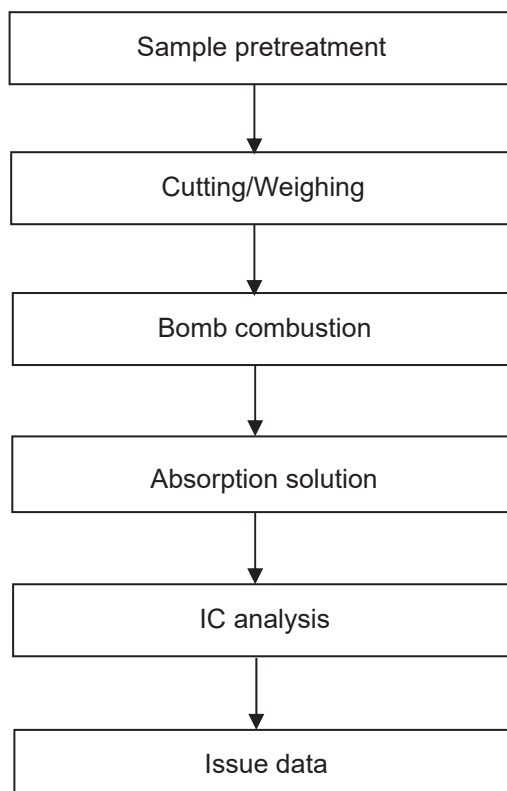 Sample pretreatment
Cutting/Weighing
Bomb combustion
Absorption solution
IC analysis
Issue data